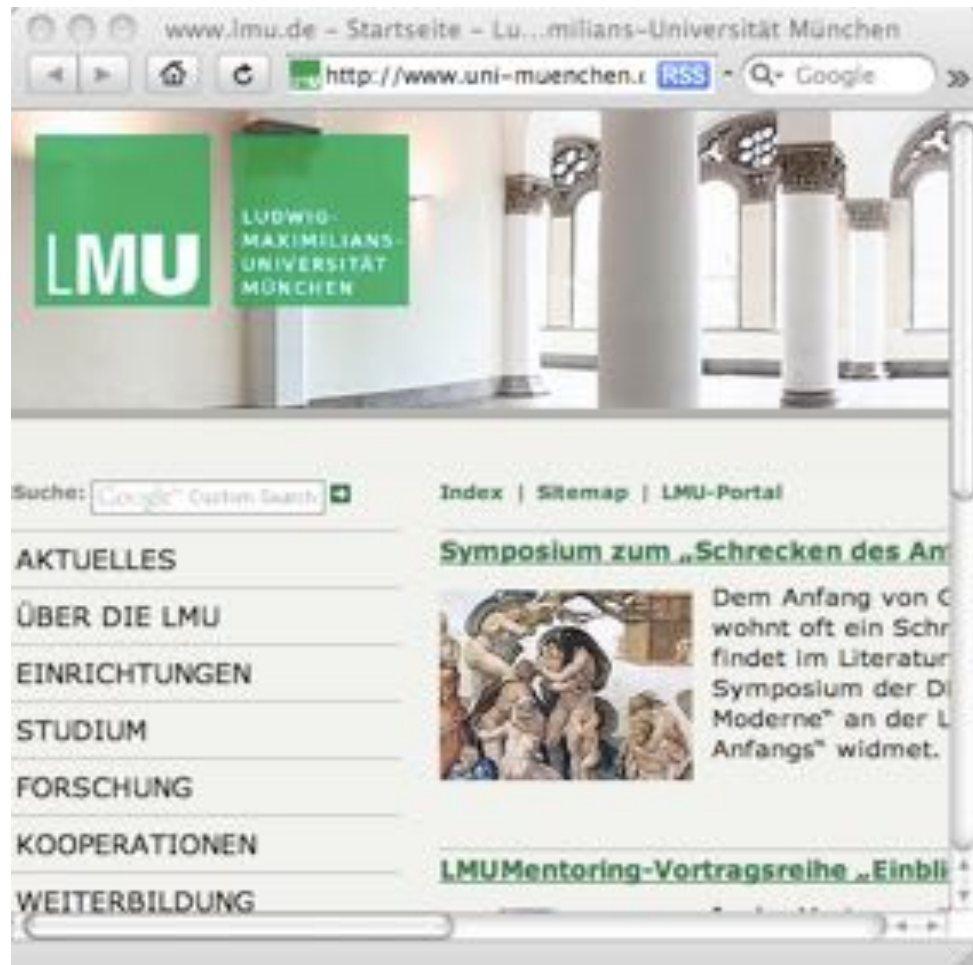 www.lmu.de – Startseite – Lu...milians-Universität München
http://www.uni-muenchen.
RSS
Google
LMU
LUDWIG-
MAXIMILIANS-
UNIVERSITÄT
MÜNCHEN
Suche: Google™ Custom Search
Index | Sitemap | LMU-Portal
AKTUELLES
ÜBER DIE LMU
EINRICHTUNGEN
STUDIUM
FORSCHUNG
KOOPERATIONEN
WEITERBILDUNG
Symposium zum „Schrecken des An
Dem Anfang von
wohnt oft ein Schr
findet im Literatur
Symposium der D
Moderne“ an der L
Anfangs“ widmet.
LMUMentoring-Vortragsreihe „Einbli